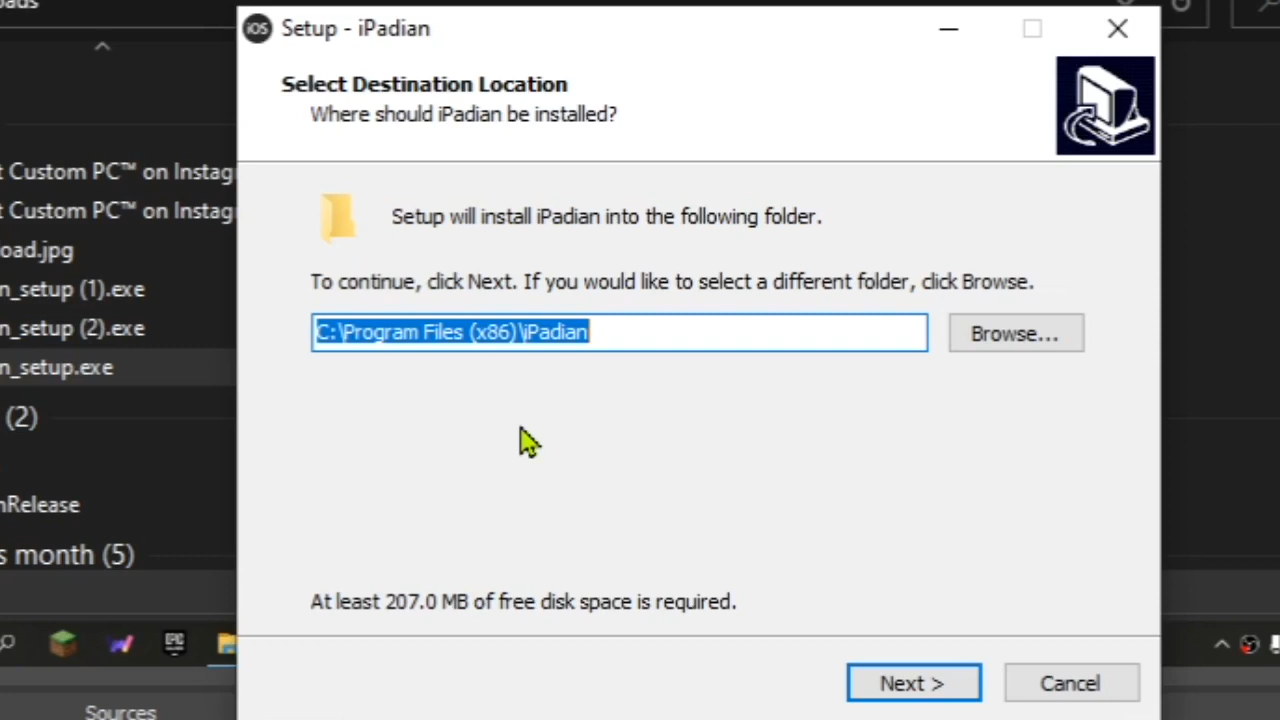 oads
iOS
Setup - iPadian
Select Destination Location
Where should iPadian be installed?
t Custom PC™ on Instag
t Custom PC™ on Instag
oad.jpg
n_setup (1).exe
n_setup (2).exe
n_setup.exe
(2)
nRelease
s month (5)
Setup will install iPadian into the following folder.
To continue, click Next. If you would like to select a different folder, click Browse.
C:\Program Files (x86)\iPadian
Browse...
At least 207.0 MB of free disk space is required.
EPIC
Next >
Cancel
Sources